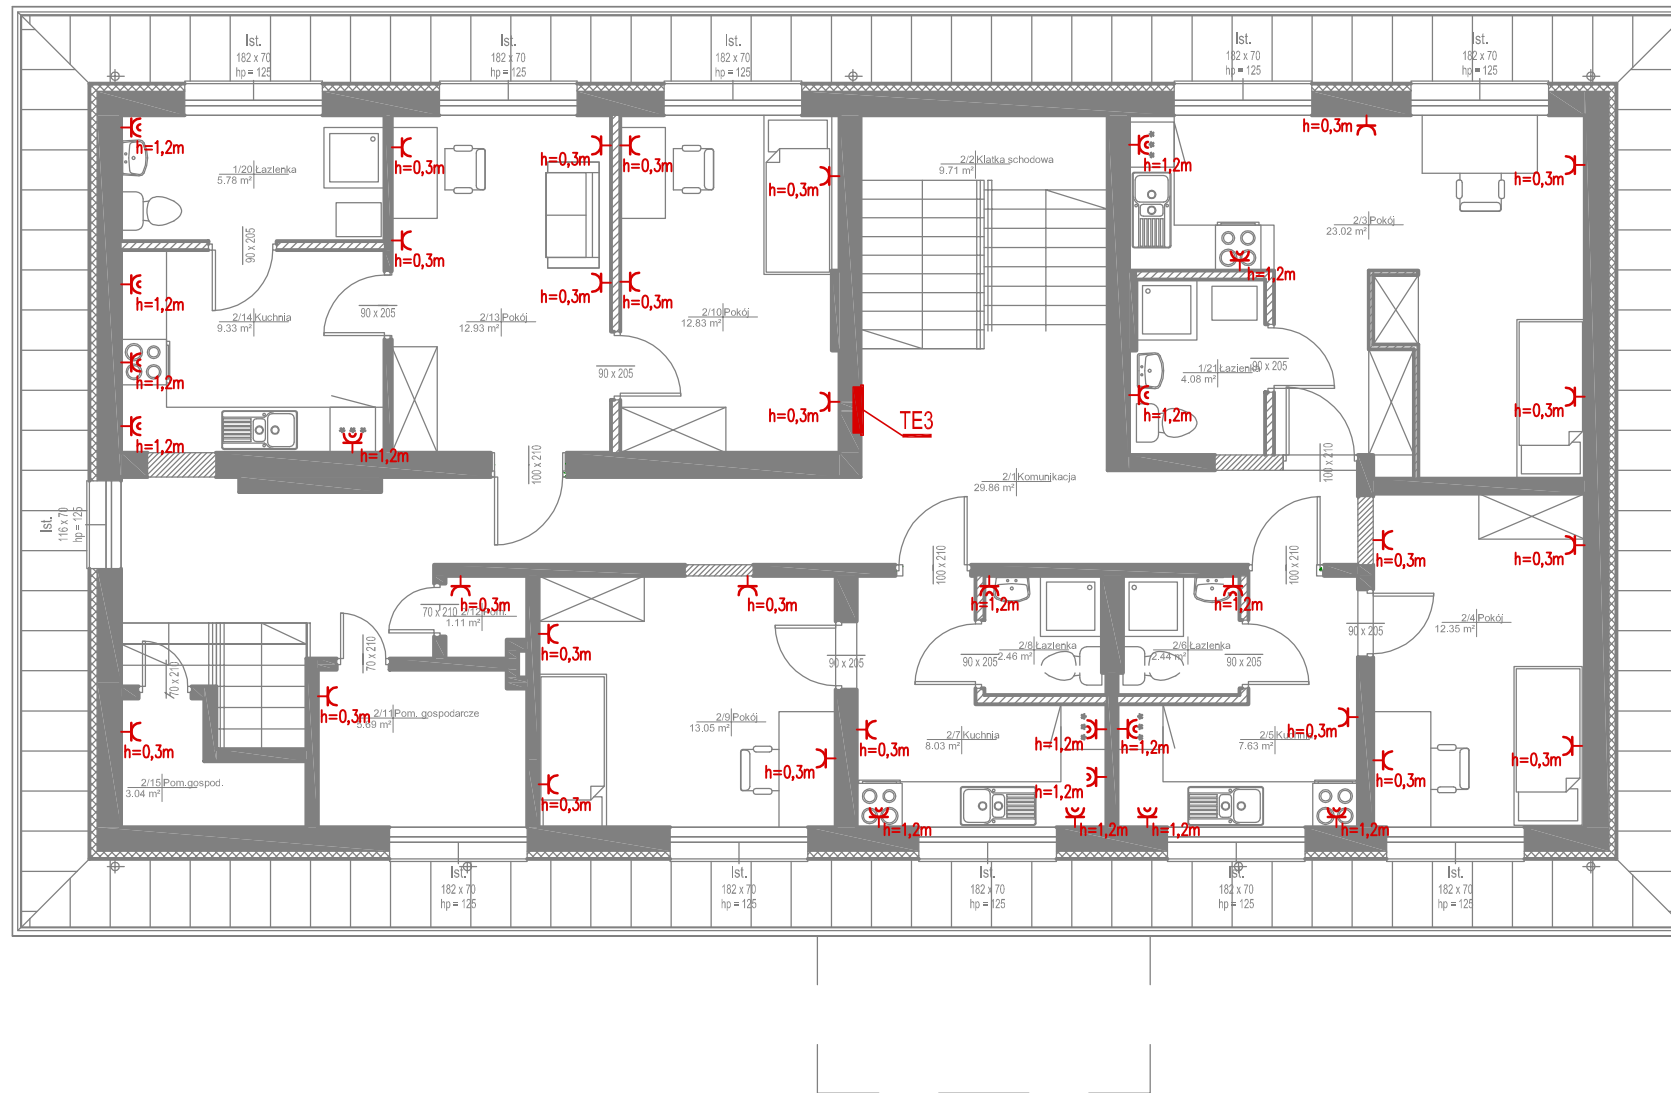 Ist.
182 x 70
hp = 125
Ist.
182 x 70
hp = 125
Ist.
182 x 70
hp = 125
Ist.
182 x 70
hp = 125
Ist.
182 x 70
hp = 125
h=1,2m
1/20 Łazienka
5.78 m²
90 x 205
h=0,3m
h=0,3m
h=0,3m
h=0,3m
h=0,3m
2/2 Klatka schodowa
9.71 m²
h=1,2m
h=0,3m
h=0,3m
2/3 Pokój
23.02 m²
h=0,3m
h=0,3m
h=1,2m
h=1,2m
2/14 Kuchnia
9.33 m²
90 x 205
2/13 Pokój
12.93 m²
2/10 Pokój
12.83 m²
90 x 205
h=1,2m
h=1,2m
h=1,2m
h=0,3m
TE3
1/21 Łazienka
4.08 m²
90 x 205
h=1,2m
h=0,3m
100 x 210
100 x 210
2/1 Komunikacja
29.86 m²
Ist.
116 x 70
hp = 125
100 x 210
100 x 210
h=0,3m
h=0,3m
70 x 210
h=0,3m
2/12 Pom.
1.11 m²
h=0,3m
h=1,2m
h=1,2m
90 x 205
2/4 Pokój
12.35 m²
70 x 210
70 x 210
h=0,3m
90 x 205
90 x 205
2/8 Łazienka
2.46 m²
2/6 Łazienka
2.44 m²
90 x 205
h=0,3m
2/11 Pom. gospodarcze
5.69 m²
2/9 Pokój
13.05 m²
h=0,3m
2/7 Kuchnia
8.03 m²
h=1,2m
h=1,2m
2/5 Kuchnia
7.63 m²
h=0,3m
h=0,3m
h=0,3m
h=0,3m
h=1,2m
h=0,3m
h=0,3m
2/15 Pom.gospod.
3.04 m²
h=0,3m
h=1,2m
h=1,2m
h=1,2m
h=1,2m
Ist.
182 x 70
hp = 125
Ist.
182 x 70
hp = 125
Ist.
182 x 70
hp = 125
Ist.
182 x 70
hp = 125
Ist.
182 x 70
hp = 125